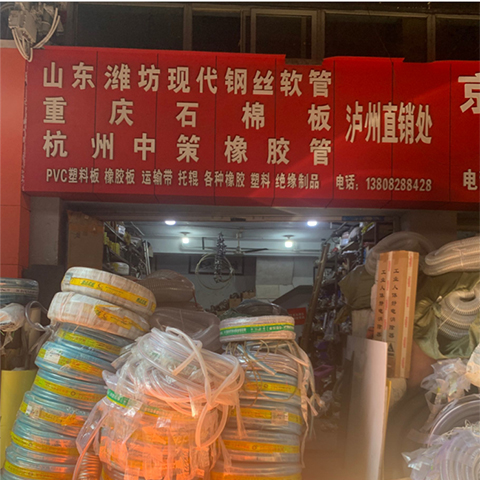 山东潍坊现代钢丝软管
重庆石棉板
杭州中策橡胶管
泸州直销处
PVC塑料板 橡胶板 运输带 托辊 各种橡胶 塑料 绝缘制品
电话：13808288428
京
电